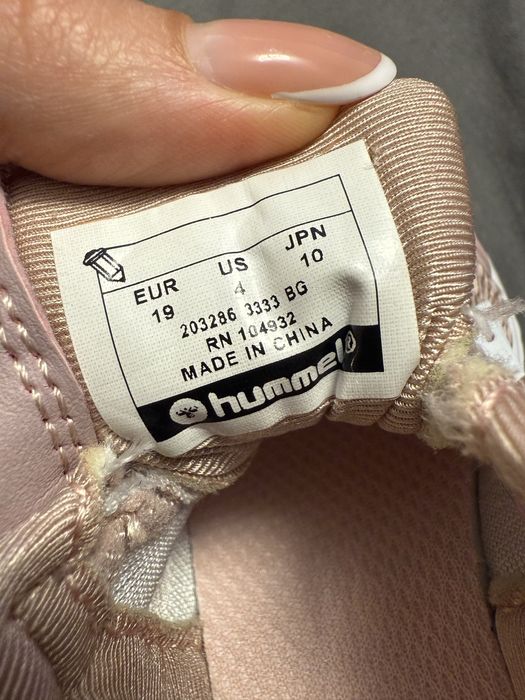 EUR US JPN
19 4 10
203286 3333 BG
RN 104932
MADE IN CHINA
hummel